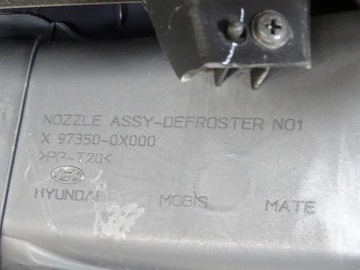 NOZZLE ASSY-DEFROSTER NO1
X 97350-0X000
>PP-T20<
HYUNDAI MOBIS MATE